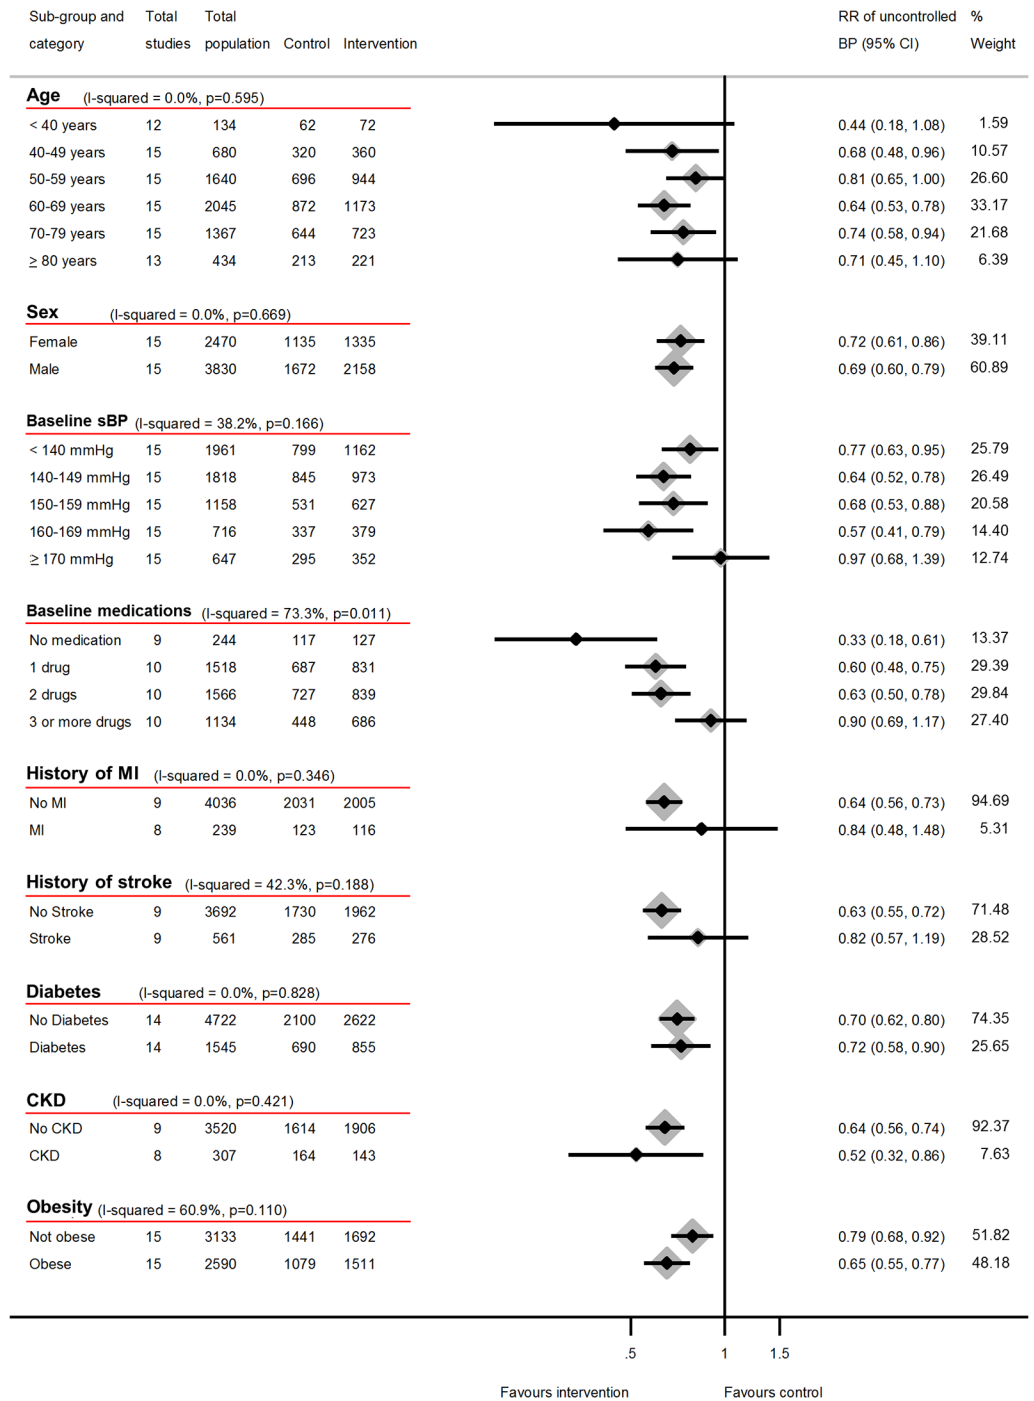 Sub-group and Total Total RR of uncontrolled %
category studies population Control Intervention BP (95% CI) Weight
Age (I-squared = 0.0%, p=0.595)
< 40 years 12 134 62 72 0.44 (0.18, 1.08) 1.59
40-49 years 15 680 320 360 0.68 (0.48, 0.96) 10.57
50-59 years 15 1640 696 944 0.81 (0.65, 1.00) 26.60
60-69 years 15 2045 872 1173 0.64 (0.53, 0.78) 33.17
70-79 years 15 1367 644 723 0.74 (0.58, 0.94) 21.68
≥ 80 years 13 434 213 221 0.71 (0.45, 1.10) 6.39
Sex (I-squared = 0.0%, p=0.669)
Female 15 2470 1135 1335 0.72 (0.61, 0.86) 39.11
Male 15 3830 1672 2158 0.69 (0.60, 0.79) 60.89
Baseline sBP (I-squared = 38.2%, p=0.166)
< 140 mmHg 15 1961 799 1162 0.77 (0.63, 0.95) 25.79
140-149 mmHg 15 1818 845 973 0.64 (0.52, 0.78) 26.49
150-159 mmHg 15 1158 531 627 0.68 (0.53, 0.88) 20.58
160-169 mmHg 15 716 337 379 0.57 (0.41, 0.79) 14.40
≥ 170 mmHg 15 647 295 352 0.97 (0.68, 1.39) 12.74
Baseline medications (I-squared = 73.3%, p=0.011)
No medication 9 244 117 127 0.33 (0.18, 0.61) 13.37
1 drug 10 1518 687 831 0.60 (0.48, 0.75) 29.39
2 drugs 10 1566 727 839 0.63 (0.50, 0.78) 29.84
3 or more drugs 10 1134 448 686 0.90 (0.69, 1.17) 27.40
History of MI (I-squared = 0.0%, p=0.346)
No MI 9 4036 2031 2005 0.64 (0.56, 0.73) 94.69
MI 8 239 123 116 0.84 (0.48, 1.48) 5.31
History of stroke (I-squared = 42.3%, p=0.188)
No Stroke 9 3692 1730 1962 0.63 (0.55, 0.72) 71.48
Stroke 9 561 285 276 0.82 (0.57, 1.19) 28.52
Diabetes (I-squared = 0.0%, p=0.828)
No Diabetes 14 4722 2100 2622 0.70 (0.62, 0.80) 74.35
Diabetes 14 1545 690 855 0.72 (0.58, 0.90) 25.65
CKD (I-squared = 0.0%, p=0.421)
No CKD 9 3520 1614 1906 0.64 (0.56, 0.74) 92.37
CKD 8 307 164 143 0.52 (0.32, 0.86) 7.63
Obesity (I-squared = 60.9%, p=0.110)
Not obese 15 3133 1441 1692 0.79 (0.68, 0.92) 51.82
Obese 15 2590 1079 1511 0.65 (0.55, 0.77) 48.18
.5 1 1.5
Favours intervention Favours control